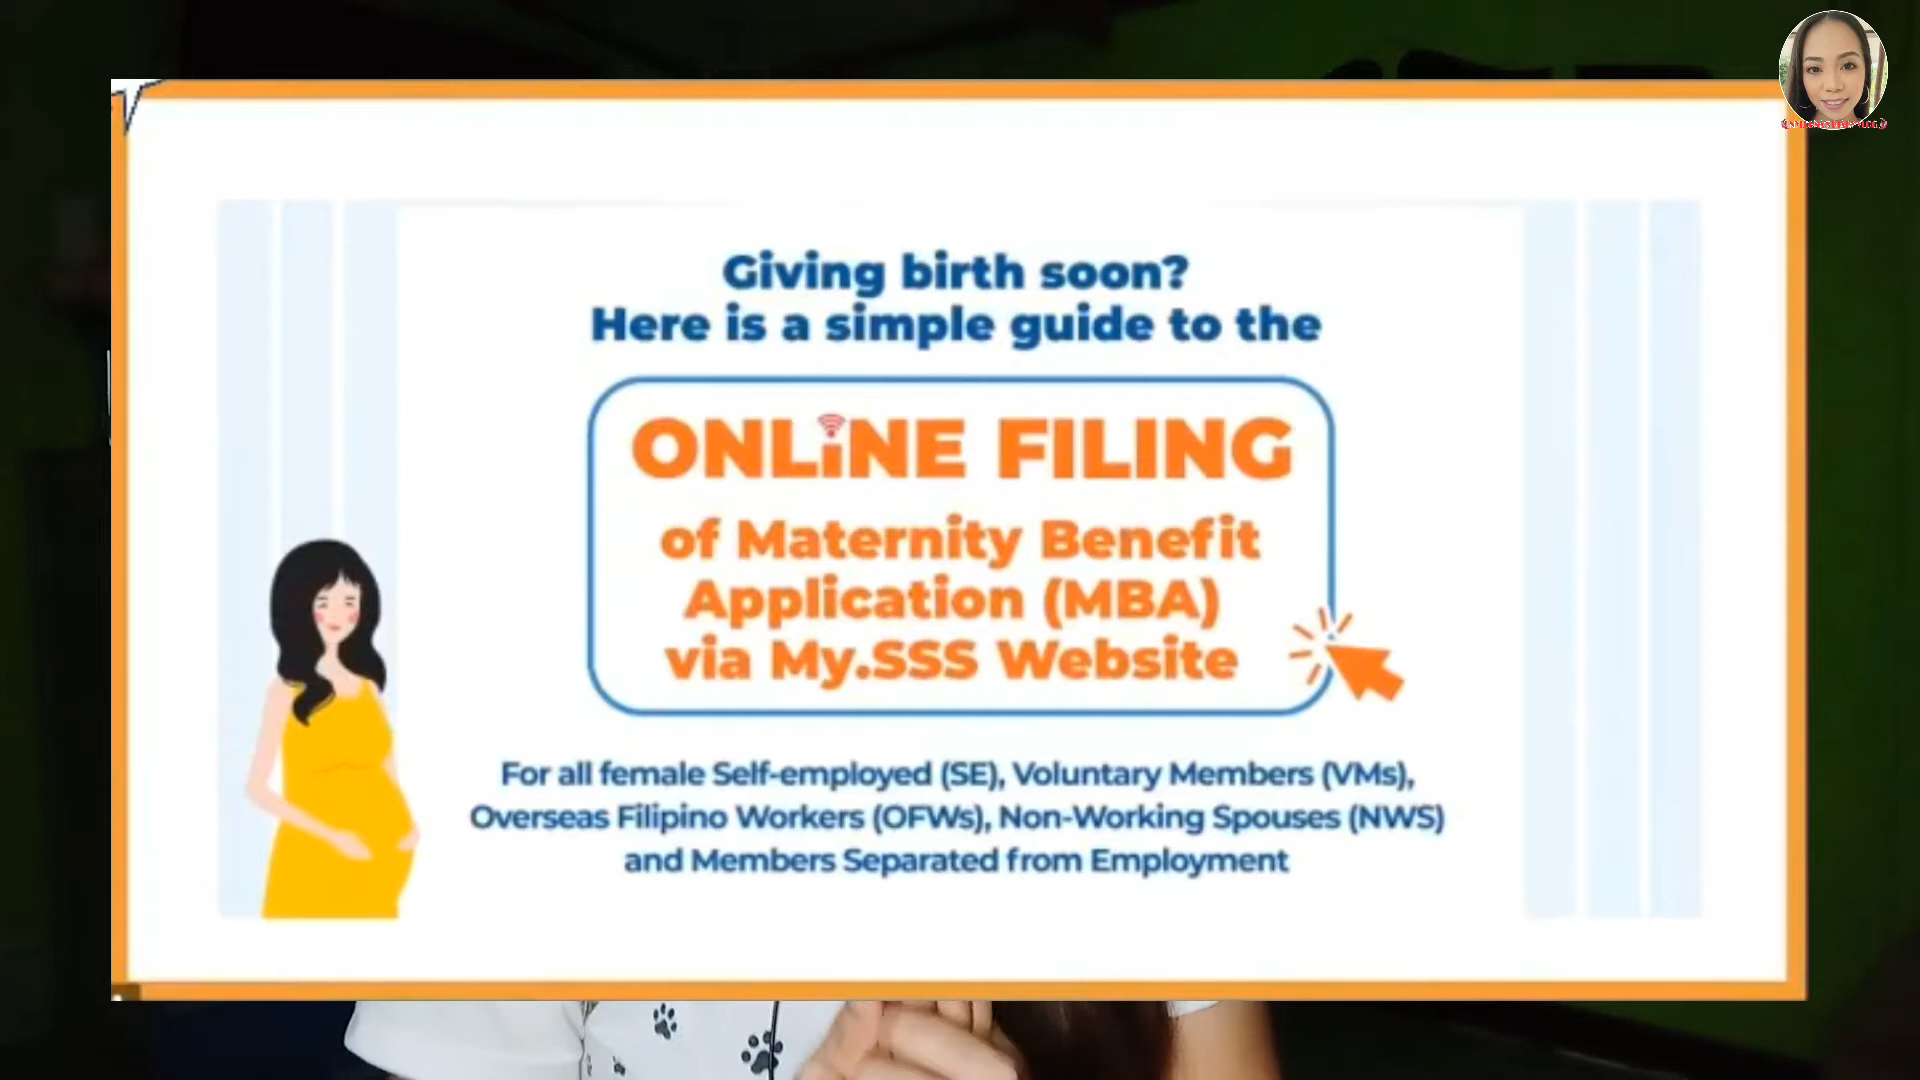 Giving birth soon?
Here is a simple guide to the
ONLiNE FILING
of Maternity Benefit
Application (MBA)
via My.SSS Website
For all female Self-employed (SE), Voluntary Members (VMs),
Overseas Filipino Workers (OFWs), Non-Working Spouses (NWS)
and Members Separated from Employment